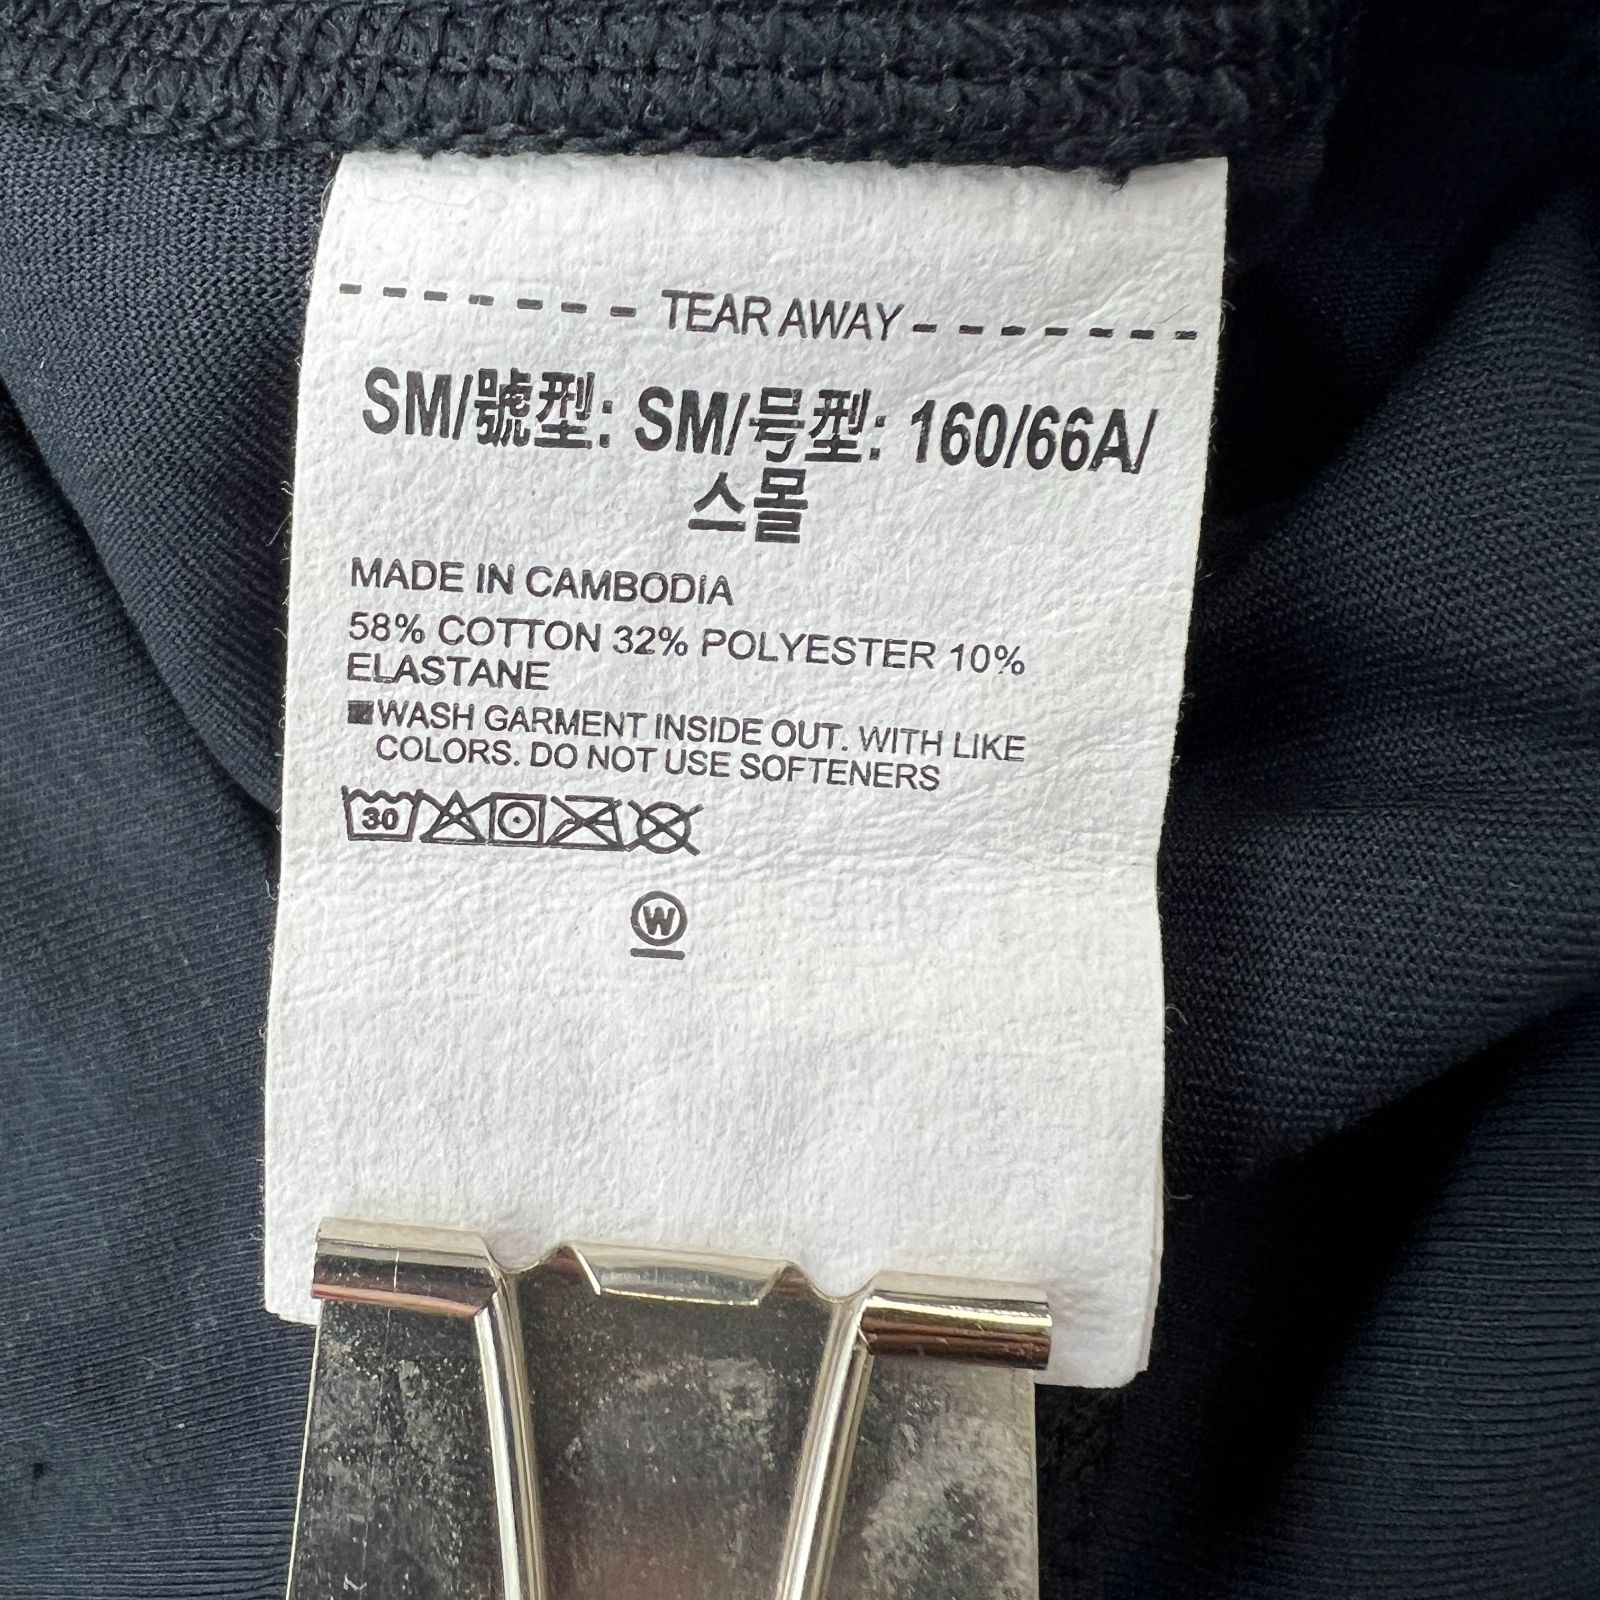 TEAR AWAY
SM/號型: SM/号型: 160/66A/
스몰
MADE IN CAMBODIA
58% COTTON 32% POLYESTER 10%
ELASTANE
WASH GARMENT INSIDE OUT. WITH LIKE
COLORS. DO NOT USE SOFTENERS
30
W